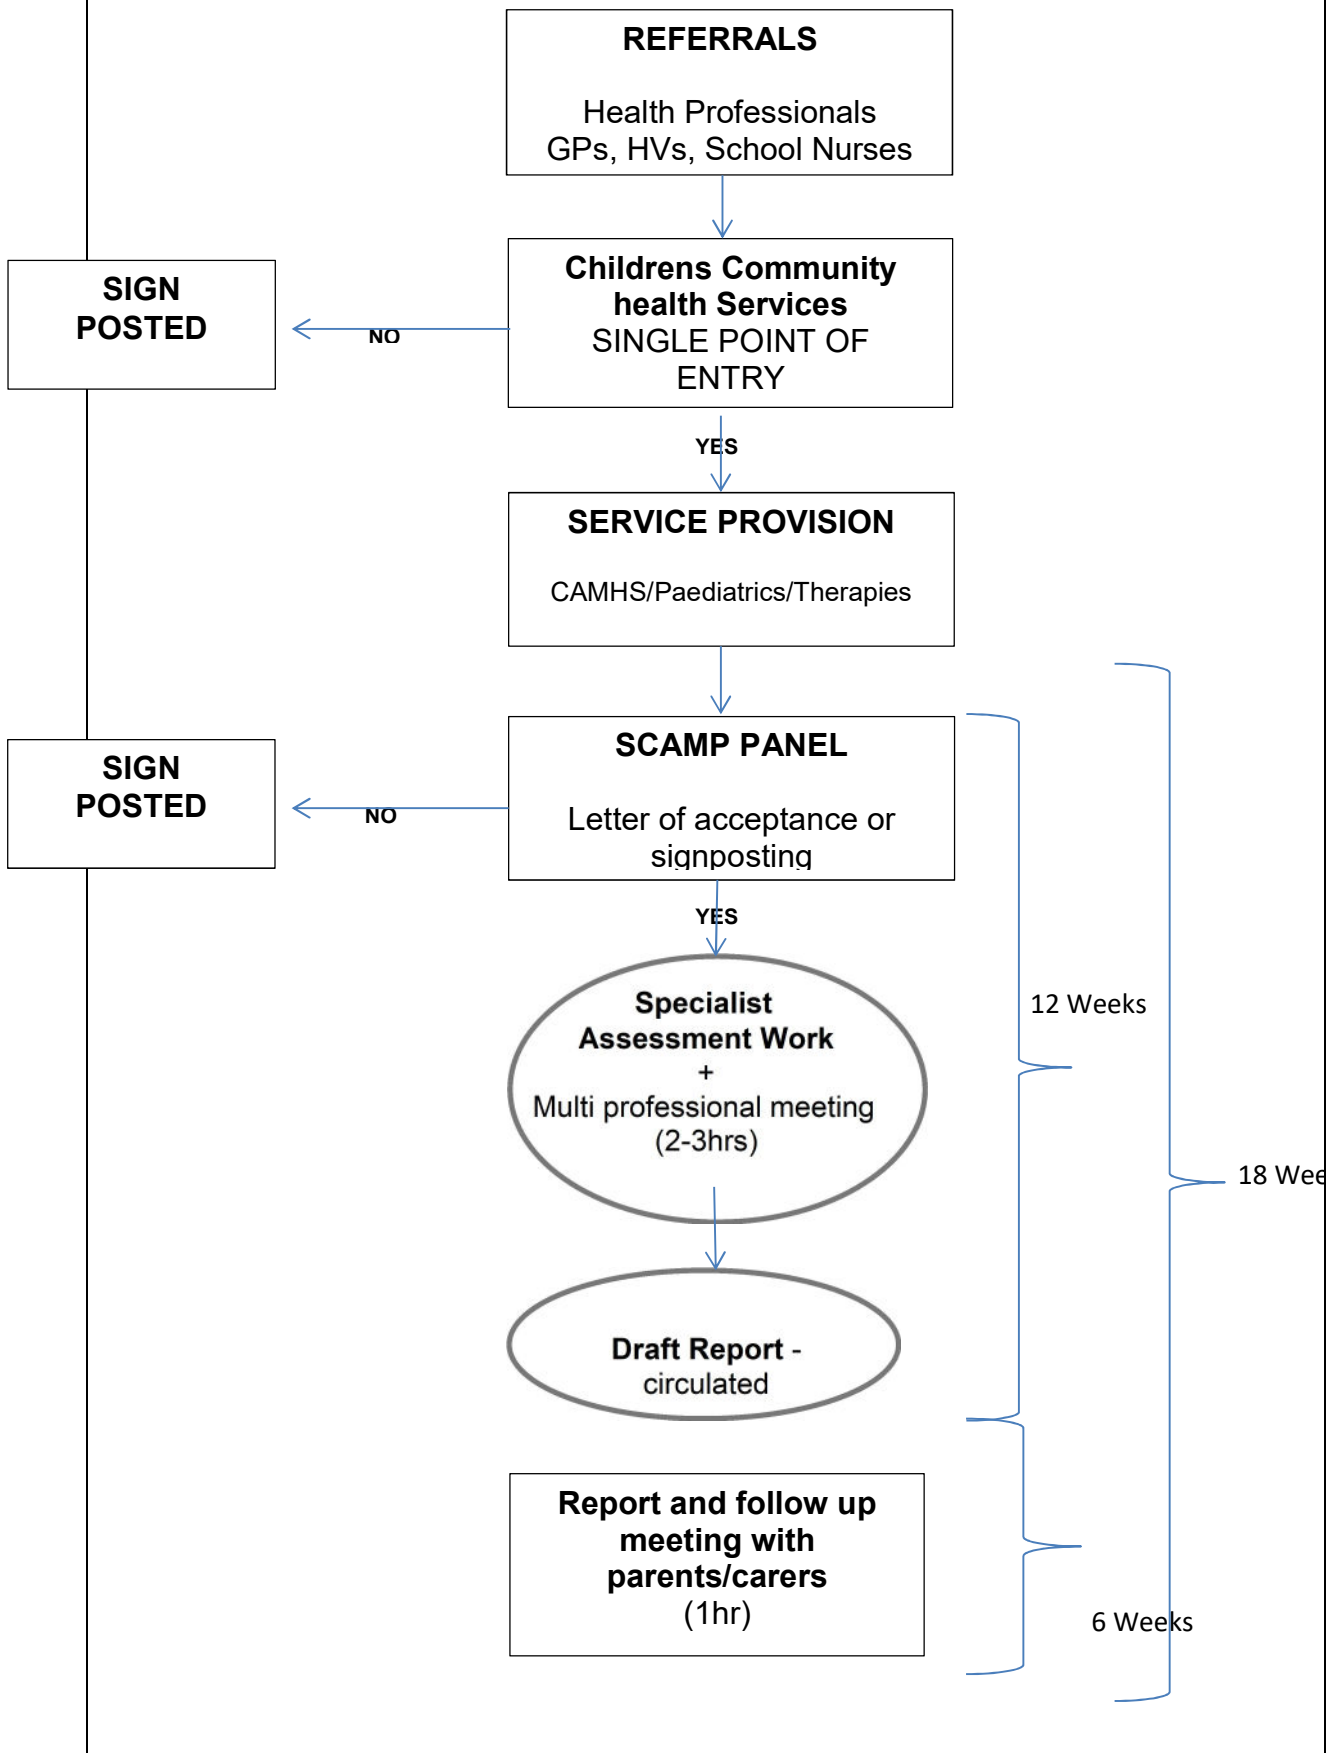 REFERRALS
Health Professionals
GPs, HVs, School Nurses
Childrens Community
health Services
SINGLE POINT OF
ENTRY
SIGN
POSTED
NO
YES
SERVICE PROVISION
CAMHS/Paediatrics/Therapies
SCAMP PANEL
Letter of acceptance or
signposting
SIGN
POSTED
NO
YES
Specialist
Assessment Work
+
Multi professional meeting
(2-3hrs)
12 Weeks
18 Wee
Draft Report -
circulated
Report and follow up
meeting with
parents/carers
(1hr)
6 Weeks